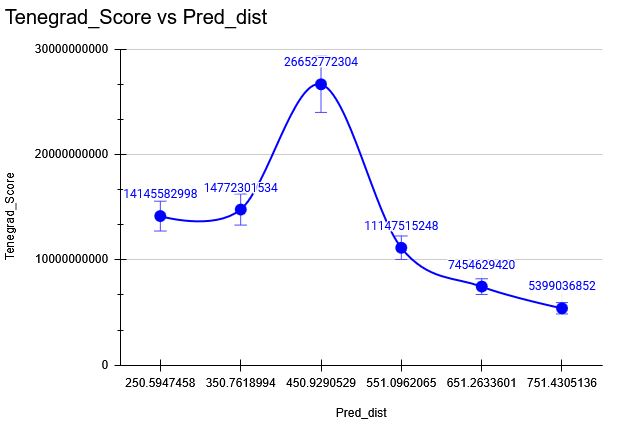 Tenegrad_Score vs Pred_dist
30000000000
26652772304
20000000000
14145582998
14772301534
11147515248
10000000000
7454629420
5399036852
0
Tenegrad_Score
250.5947458 350.7618994 450.9290529 551.0962065 651.2633601 751.4305136
Pred_dist